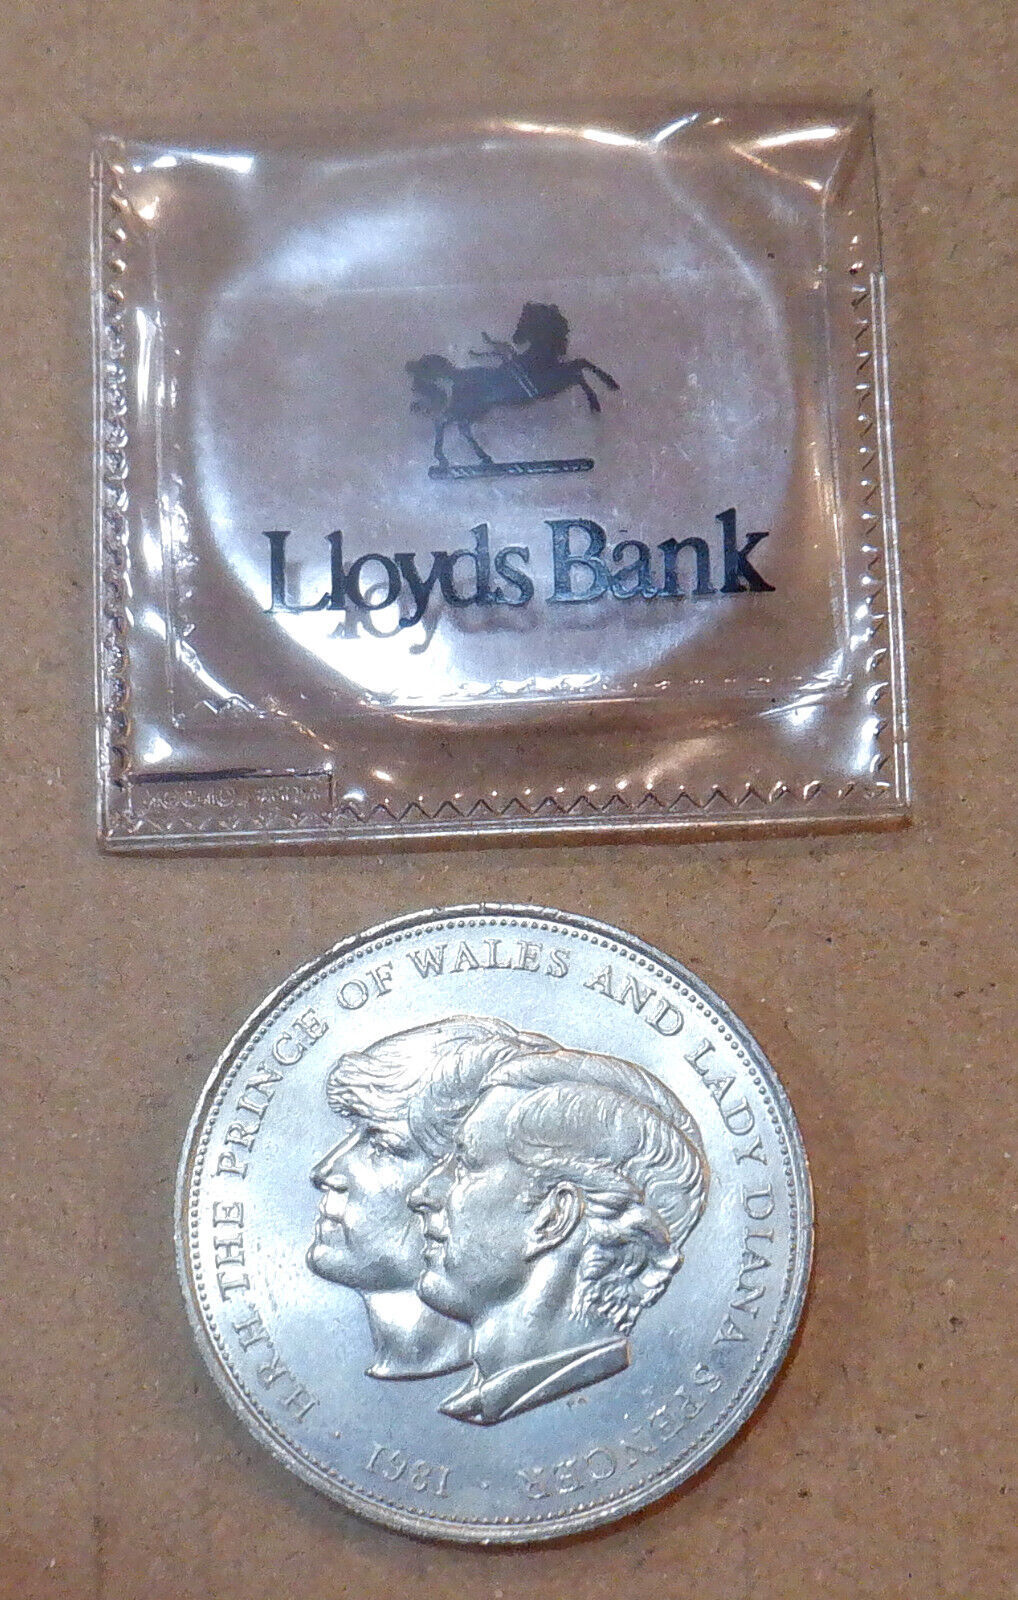 Lloyds Bank
· H.R.H. THE PRINCE OF WALES AND LADY DIANA SPENCER · 1981